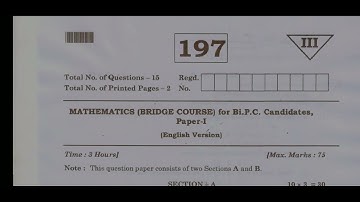 197
III
Total No. of Questions – 15 Regd.
Total No. of Printed Pages – 2 No.
MATHEMATICS (BRIDGE COURSE) for Bi.P.C. Candidates,
Paper-I
(English Version)
Time : 3 Hours] [Max. Marks : 75
Note : This question paper consists of two Sections A and B.
SECTION - A 10 × 3 = 30